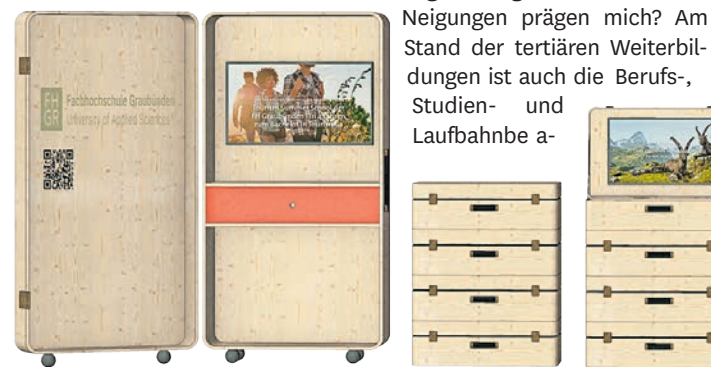 Neigungen prägen mich? Am
Stand der tertiären Weiterbil-
dungen ist auch die Berufs-,
Studien- und
Laufbahnbe a-
FH
GR
Fachhochschule Graubünden
University of Applied Sciences